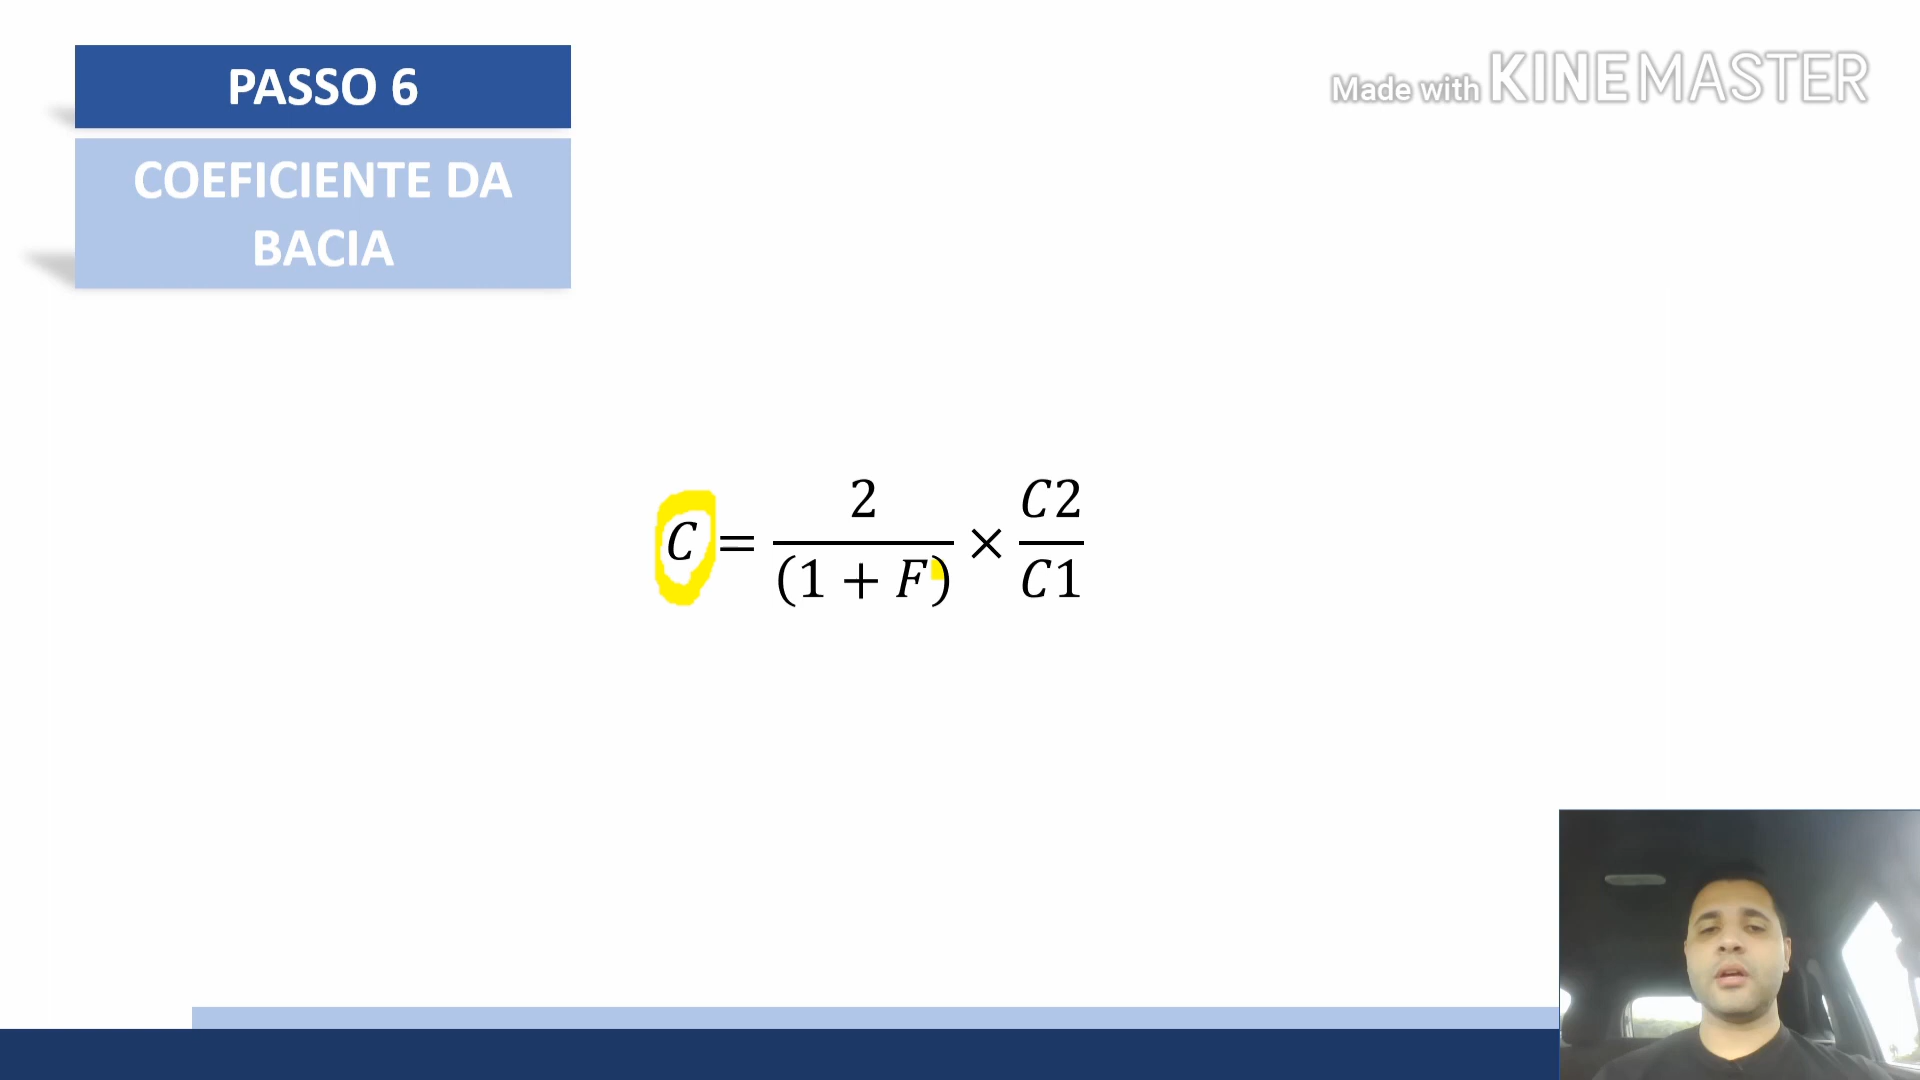 PASSO 6
Made with KINEMASTER
COEFICIENTE DA
BACIA
C = 2/(1 + F) × C2/C1